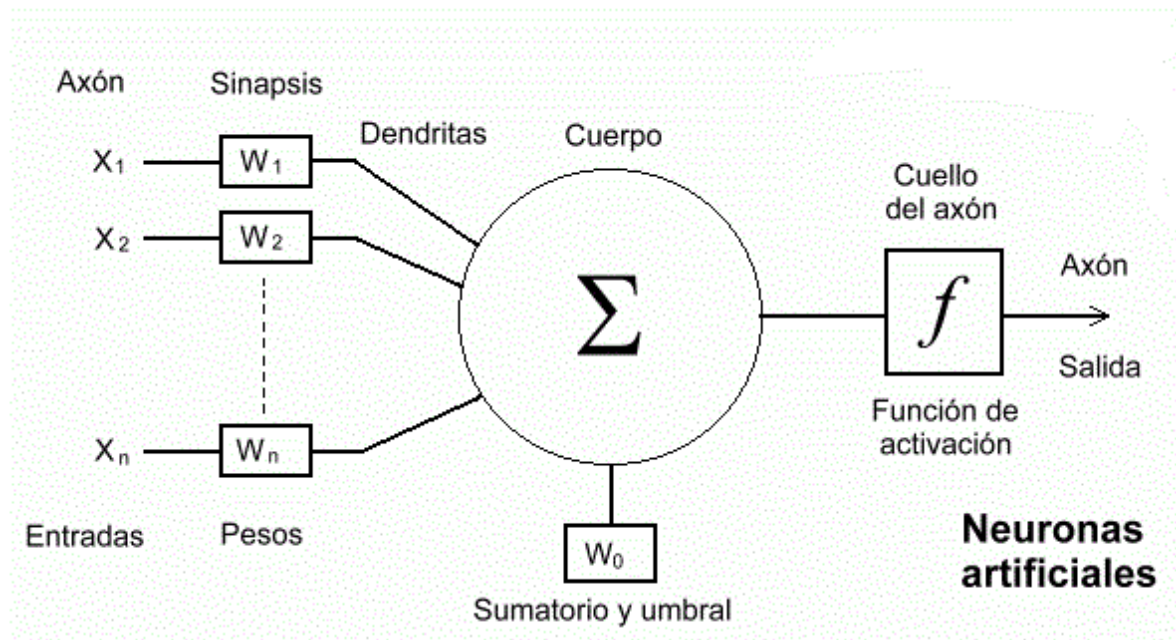 Axón
Sinapsis
Dendritas
Cuerpo
Cuello
del axón
X1
W1
X2
W2
Σ
f
Axón
Salida
Xn
Wn
Función de
activación
Entradas
Pesos
W0
Sumatorio y umbral
Neuronas
artificiales